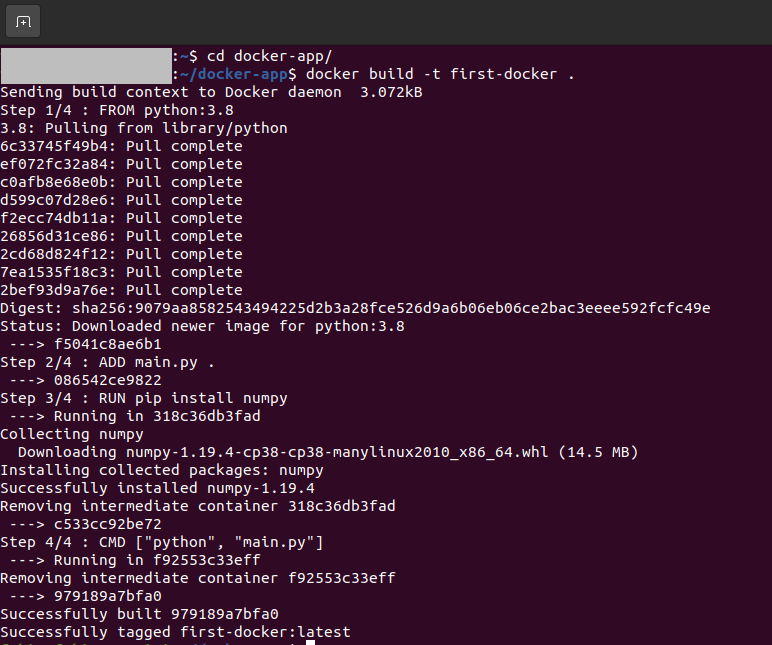 :~$ cd docker-app/
:~/docker-app$ docker build -t first-docker .
Sending build context to Docker daemon  3.072kB
Step 1/4 : FROM python:3.8
3.8: Pulling from library/python
6c33745f49b4: Pull complete
ef072fc32a84: Pull complete
c0afb8e68e0b: Pull complete
d599c07d28e6: Pull complete
f2ecc74db11a: Pull complete
26856d31ce86: Pull complete
2cd68d824f12: Pull complete
7ea1535f18c3: Pull complete
2bef93d9a76e: Pull complete
Digest: sha256:9079aa8582543494225d2b3a28fce526d9a6b06eb06ce2bac3eeee592fcfc49e
Status: Downloaded newer image for python:3.8
 ---> f5041c8ae6b1
Step 2/4 : ADD main.py .
 ---> 086542ce9822
Step 3/4 : RUN pip install numpy
 ---> Running in 318c36db3fad
Collecting numpy
  Downloading numpy-1.19.4-cp38-cp38-manylinux2010_x86_64.whl (14.5 MB)
Installing collected packages: numpy
Successfully installed numpy-1.19.4
Removing intermediate container 318c36db3fad
 ---> c533cc92be72
Step 4/4 : CMD ["python", "main.py"]
 ---> Running in f92553c33eff
Removing intermediate container f92553c33eff
 ---> 979189a7bfa0
Successfully built 979189a7bfa0
Successfully tagged first-docker:latest